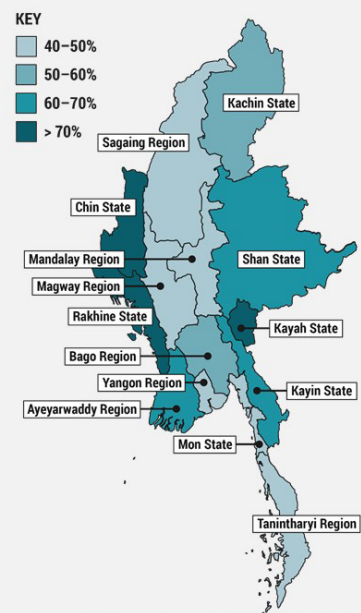 KEY
40–50%
50–60%
60–70%
> 70%
Kachin State
Sagaing Region
Chin State
Mandalay Region
Shan State
Magway Region
Rakhine State
Kayah State
Bago Region
Yangon Region
Kayin State
Ayeyarwaddy Region
Mon State
Tanintharyi Region